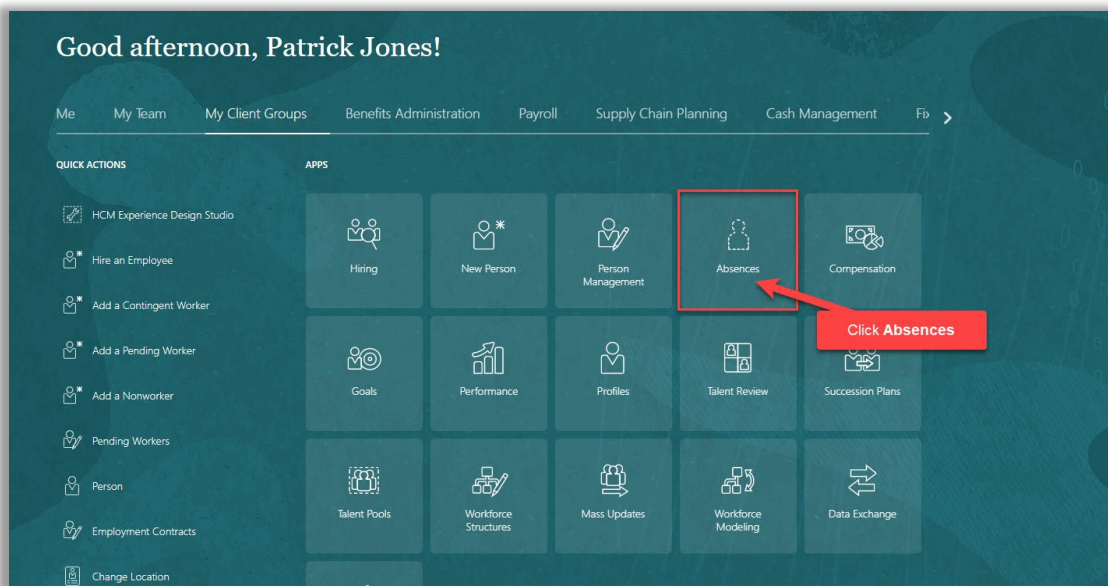 Good afternoon, Patrick Jones!
Me My Team My Client Groups Benefits Administration Payroll Supply Chain Planning Cash Management
QUICK ACTIONS
HCM Experience Design Studio
Hire an Employee
Add a Contingent Worker
Add a Pending Worker
Add a Nonworker
Pending Workers
Person
Employment Contracts
Change Location
APPS
Hiring
New Person
Person
Management
Absences
Compensation
Click Absences
Goals
Performance
Profiles
Talent Review
Succession Plans
Talent Pools
Workforce
Structures
Mass Updates
Workforce
Modeling
Data Exchange